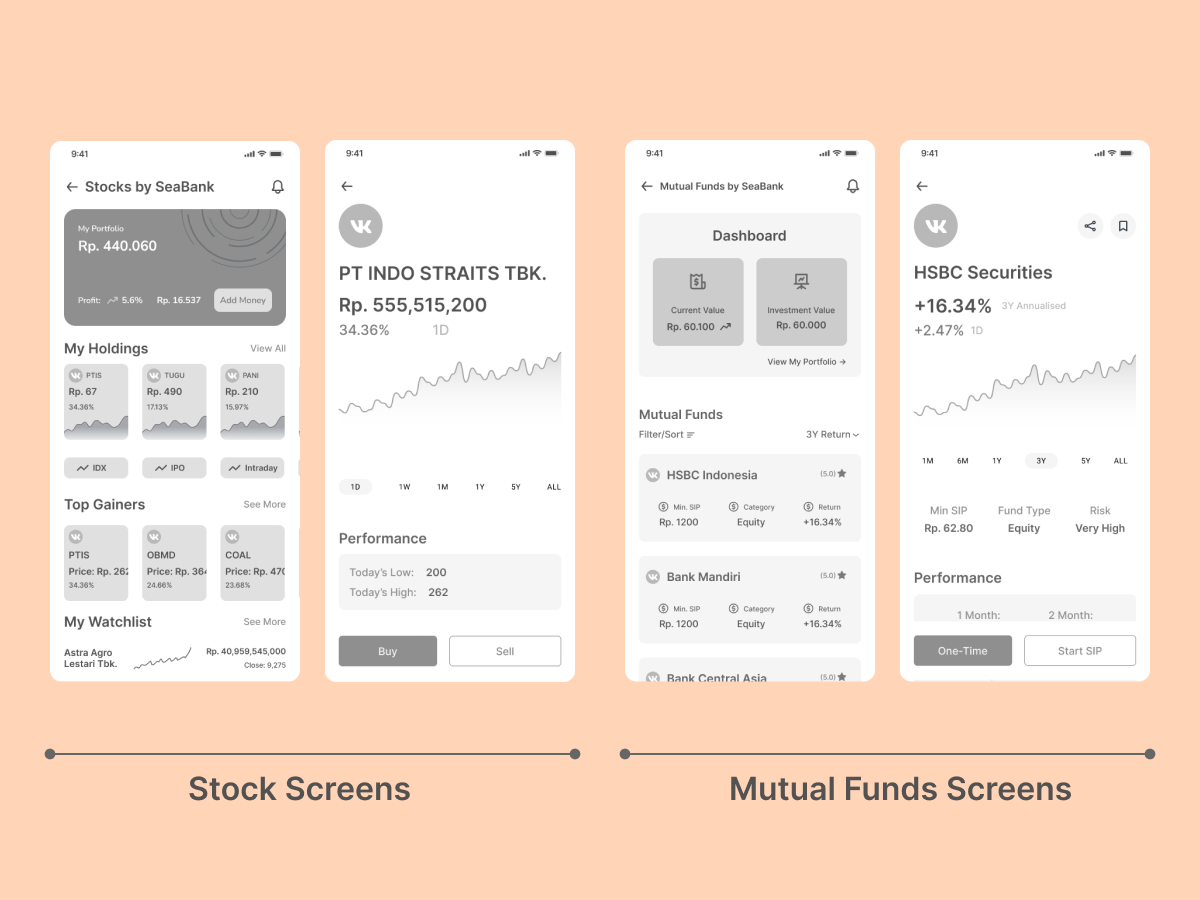 9:41
Stocks by SeaBank
My Portfolio
Rp. 440.060
Profit: 5.6% Rp. 16.537 Add Money
My Holdings View All
PTIS TUGU PANI
Rp. 67 Rp. 490 Rp. 210
34.36% 17.13% 15.97%
IDX IPO Intraday
Top Gainers See More
PTIS OBMD COAL
Price: Rp. 262 Price: Rp. 364 Price: Rp. 470
34.36% 24.66% 23.68%
My Watchlist See More
Astra Agro Rp. 40,959,545,000
Lestari Tbk. Close: 9,275
9:41
PT INDO STRAITS TBK.
Rp. 555,515,200
34.36% 1D
1D 1W 1M 1Y 5Y ALL
Performance
Today's Low: 200
Today's High: 262
Buy Sell
Stock Screens
9:41
Mutual Funds by SeaBank
Dashboard
Current Value Investment Value
Rp. 60.100 Rp. 60.000
View My Portfolio →
Mutual Funds
Filter/Sort 3Y Return
HSBC Indonesia (5.0)
Min. SIP Category Return
Rp. 1200 Equity +16.34%
Bank Mandiri (5.0)
Min. SIP Category Return
Rp. 1200 Equity +16.34%
Bank Central Asia (5.0)
9:41
HSBC Securities
+16.34% 3Y Annualised
+2.47% 1D
1M 6M 1Y 3Y 5Y ALL
Min SIP Fund Type Risk
Rp. 62.80 Equity Very High
Performance
1 Month: 2 Month:
One-Time Start SIP
Mutual Funds Screens